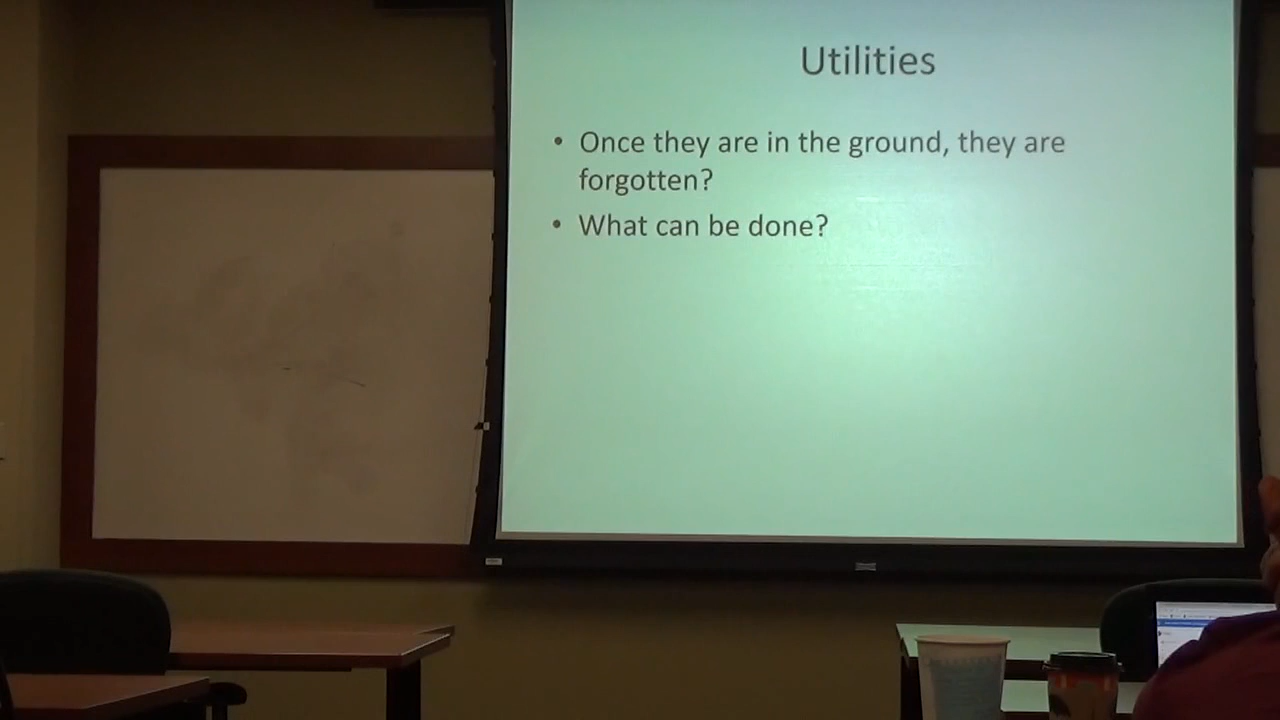 Utilities
• Once they are in the ground, they are
forgotten?
• What can be done?